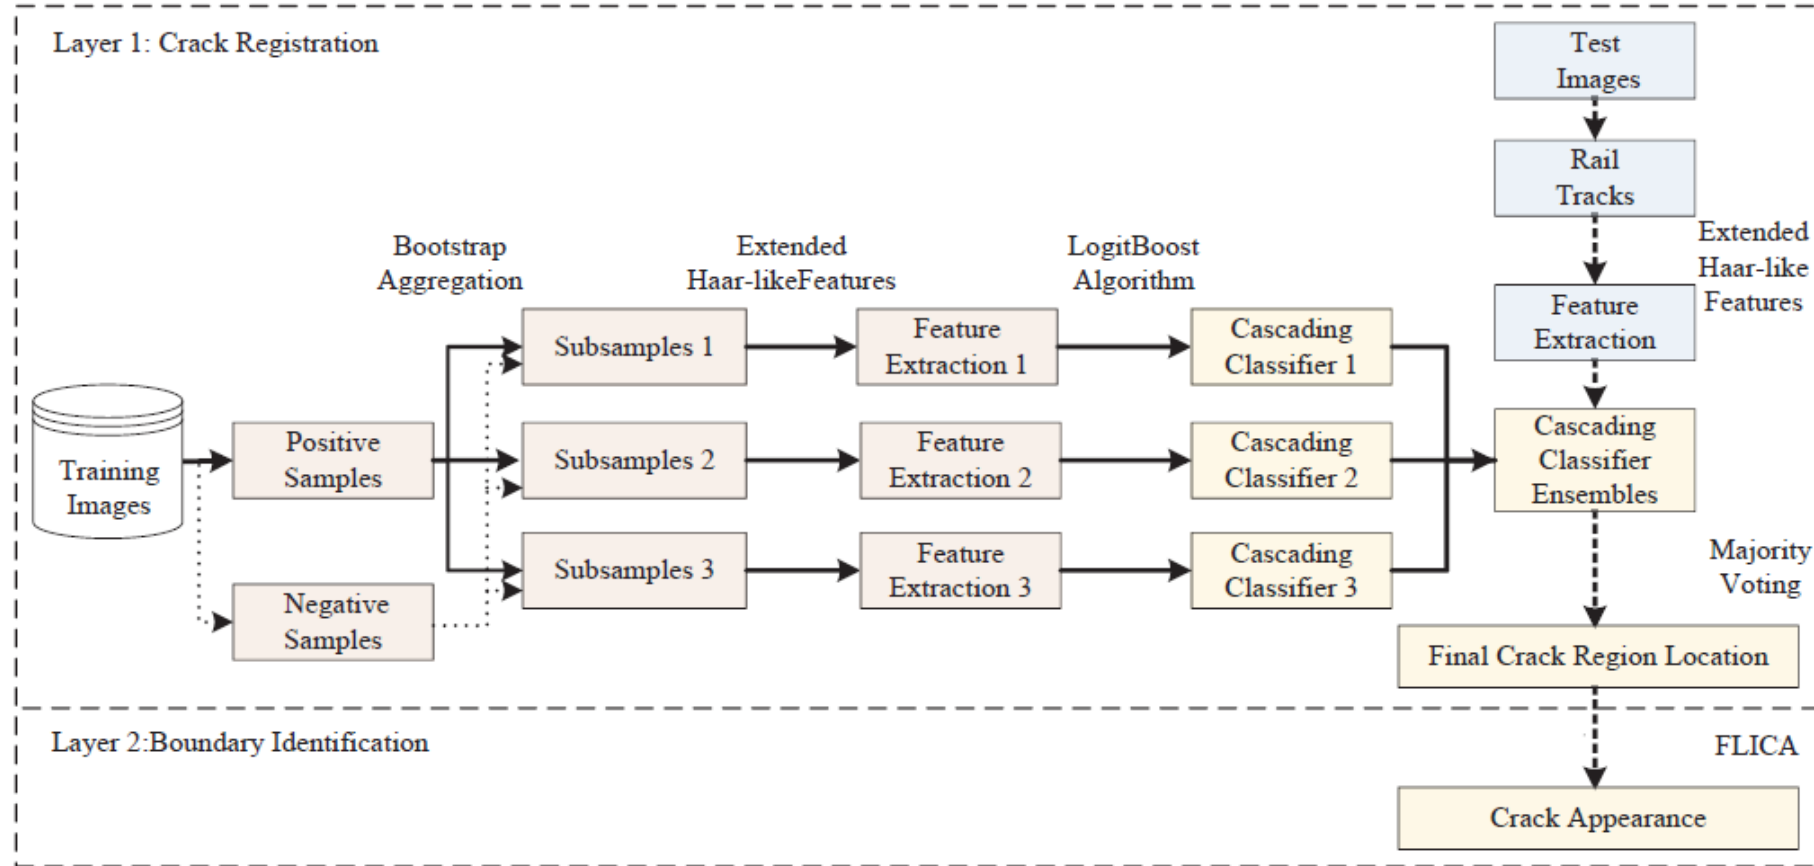 Layer 1: Crack Registration
Test
Images
Rail
Tracks
Extended
Haar-like
Features
Feature
Extraction
Bootstrap
Aggregation
Extended
Haar-likeFeatures
LogitBoost
Algorithm
Training
Images
Positive
Samples
Negative
Samples
Subsamples 1
Feature
Extraction 1
Cascading
Classifier 1
Subsamples 2
Feature
Extraction 2
Cascading
Classifier 2
Subsamples 3
Feature
Extraction 3
Cascading
Classifier 3
Cascading
Classifier
Ensembles
Majority
Voting
Final Crack Region Location
Layer 2:Boundary Identification
FLICA
Crack Appearance